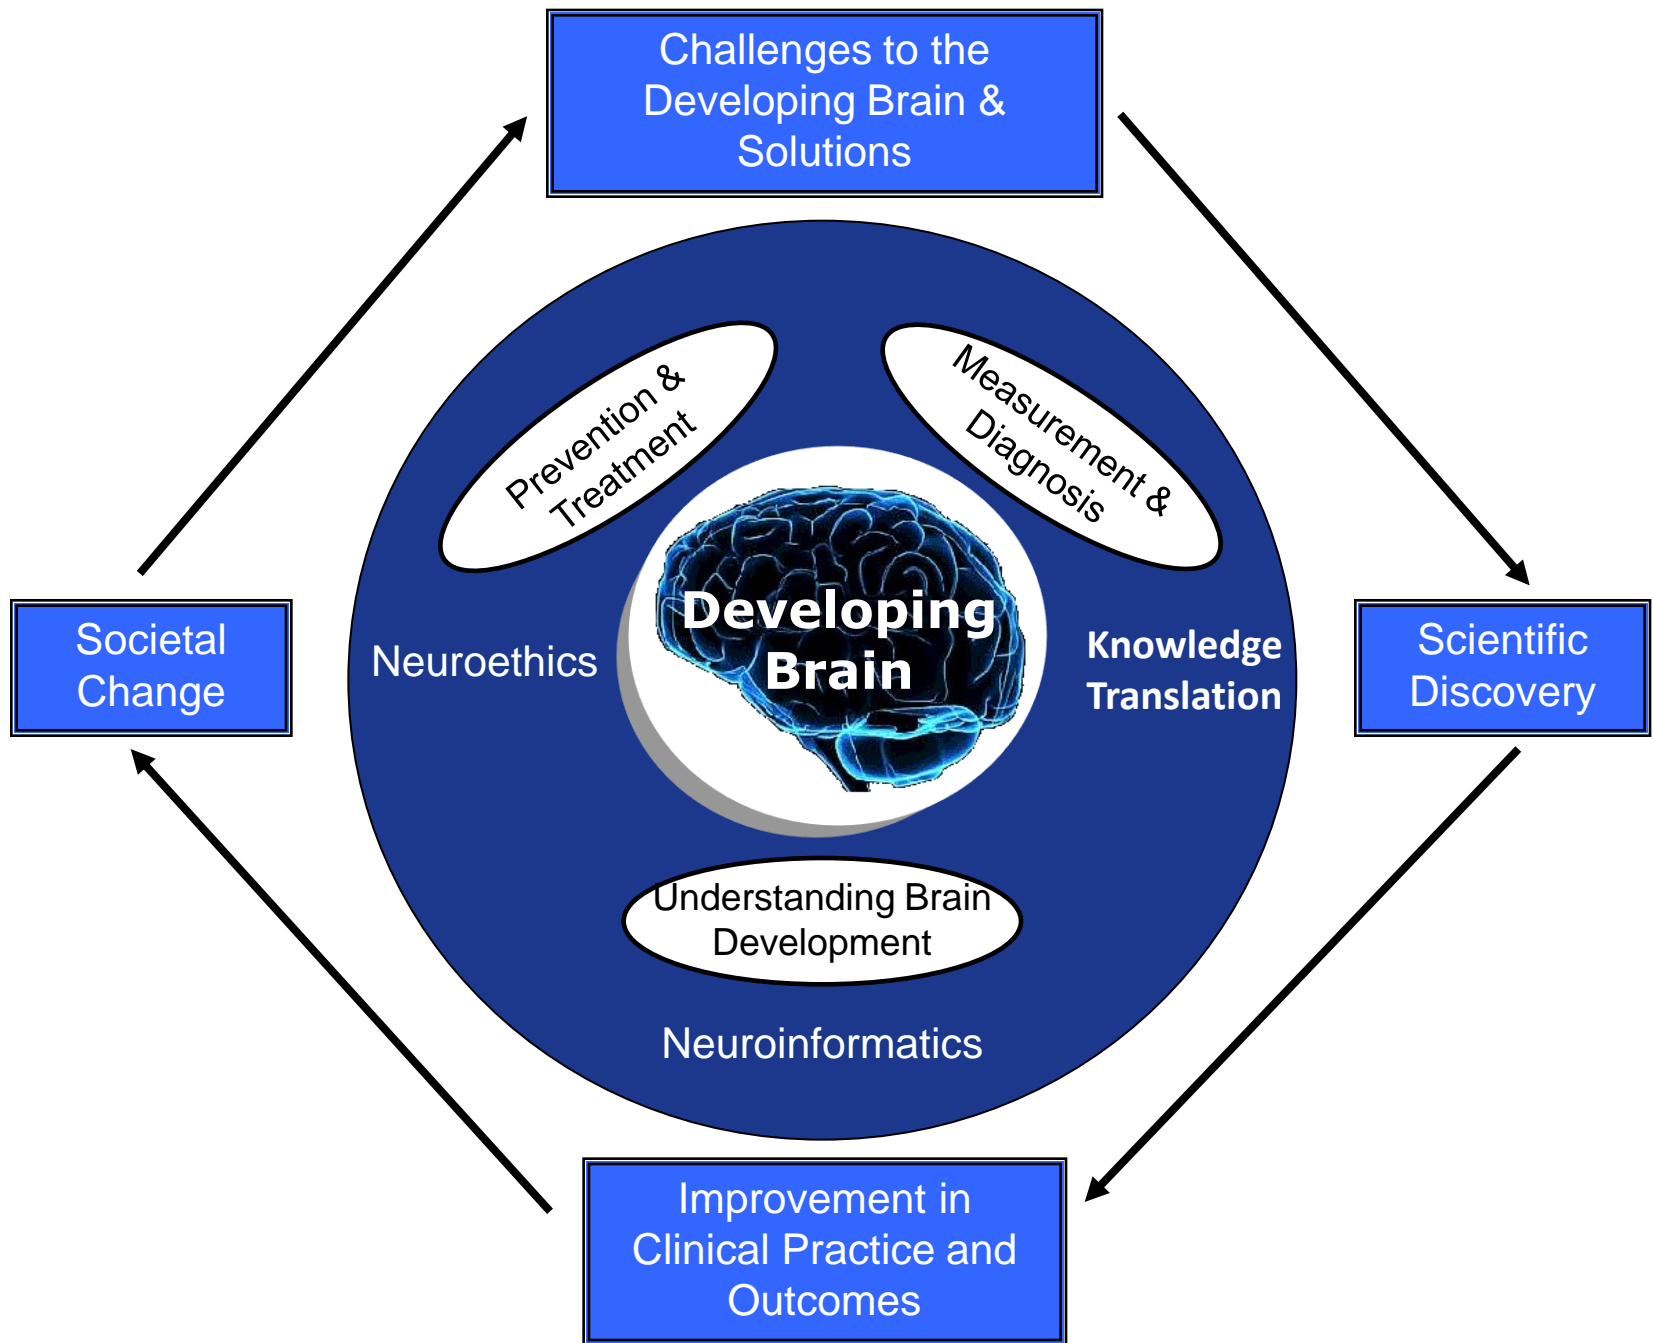 Challenges to the
Developing Brain &
Solutions
Prevention &
Treatment
Measurement &
Diagnosis
Societal
Change
Neuroethics
Developing
Brain
Knowledge
Translation
Scientific
Discovery
Understanding Brain
Development
Neuroinformatics
Improvement in
Clinical Practice and
Outcomes